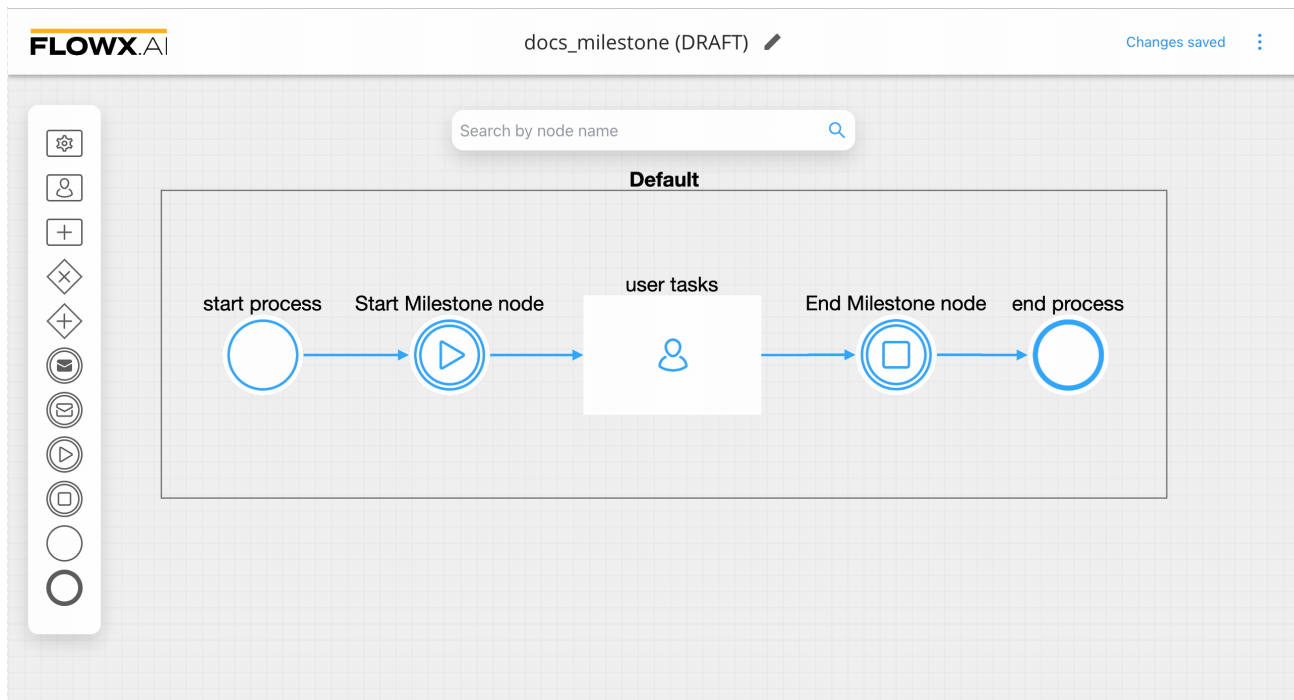 FLOWX.AI
docs_milestone (DRAFT)
Changes saved
Search by node name
Default
start process
Start Milestone node
user tasks
End Milestone node
end process